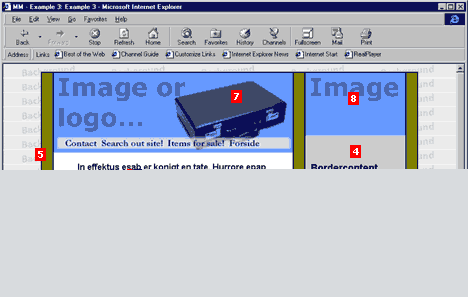 MM - Example 3: Example 3 - Microsoft Internet Explorer
File Edit View Go Favorites Help
Back Forward Stop Refresh Home Search Favorites History Channels Fullscreen Mail Print
Address Links Best of the Web Channel Guide Customize Links Internet Explorer News Internet Start RealPlayer
Image or
logo...
Image
7
8
Contact Search out site! Items for sale! Forside
5
4
In effektus esab er konigt en tate. Hurrore epap
Bordercontent